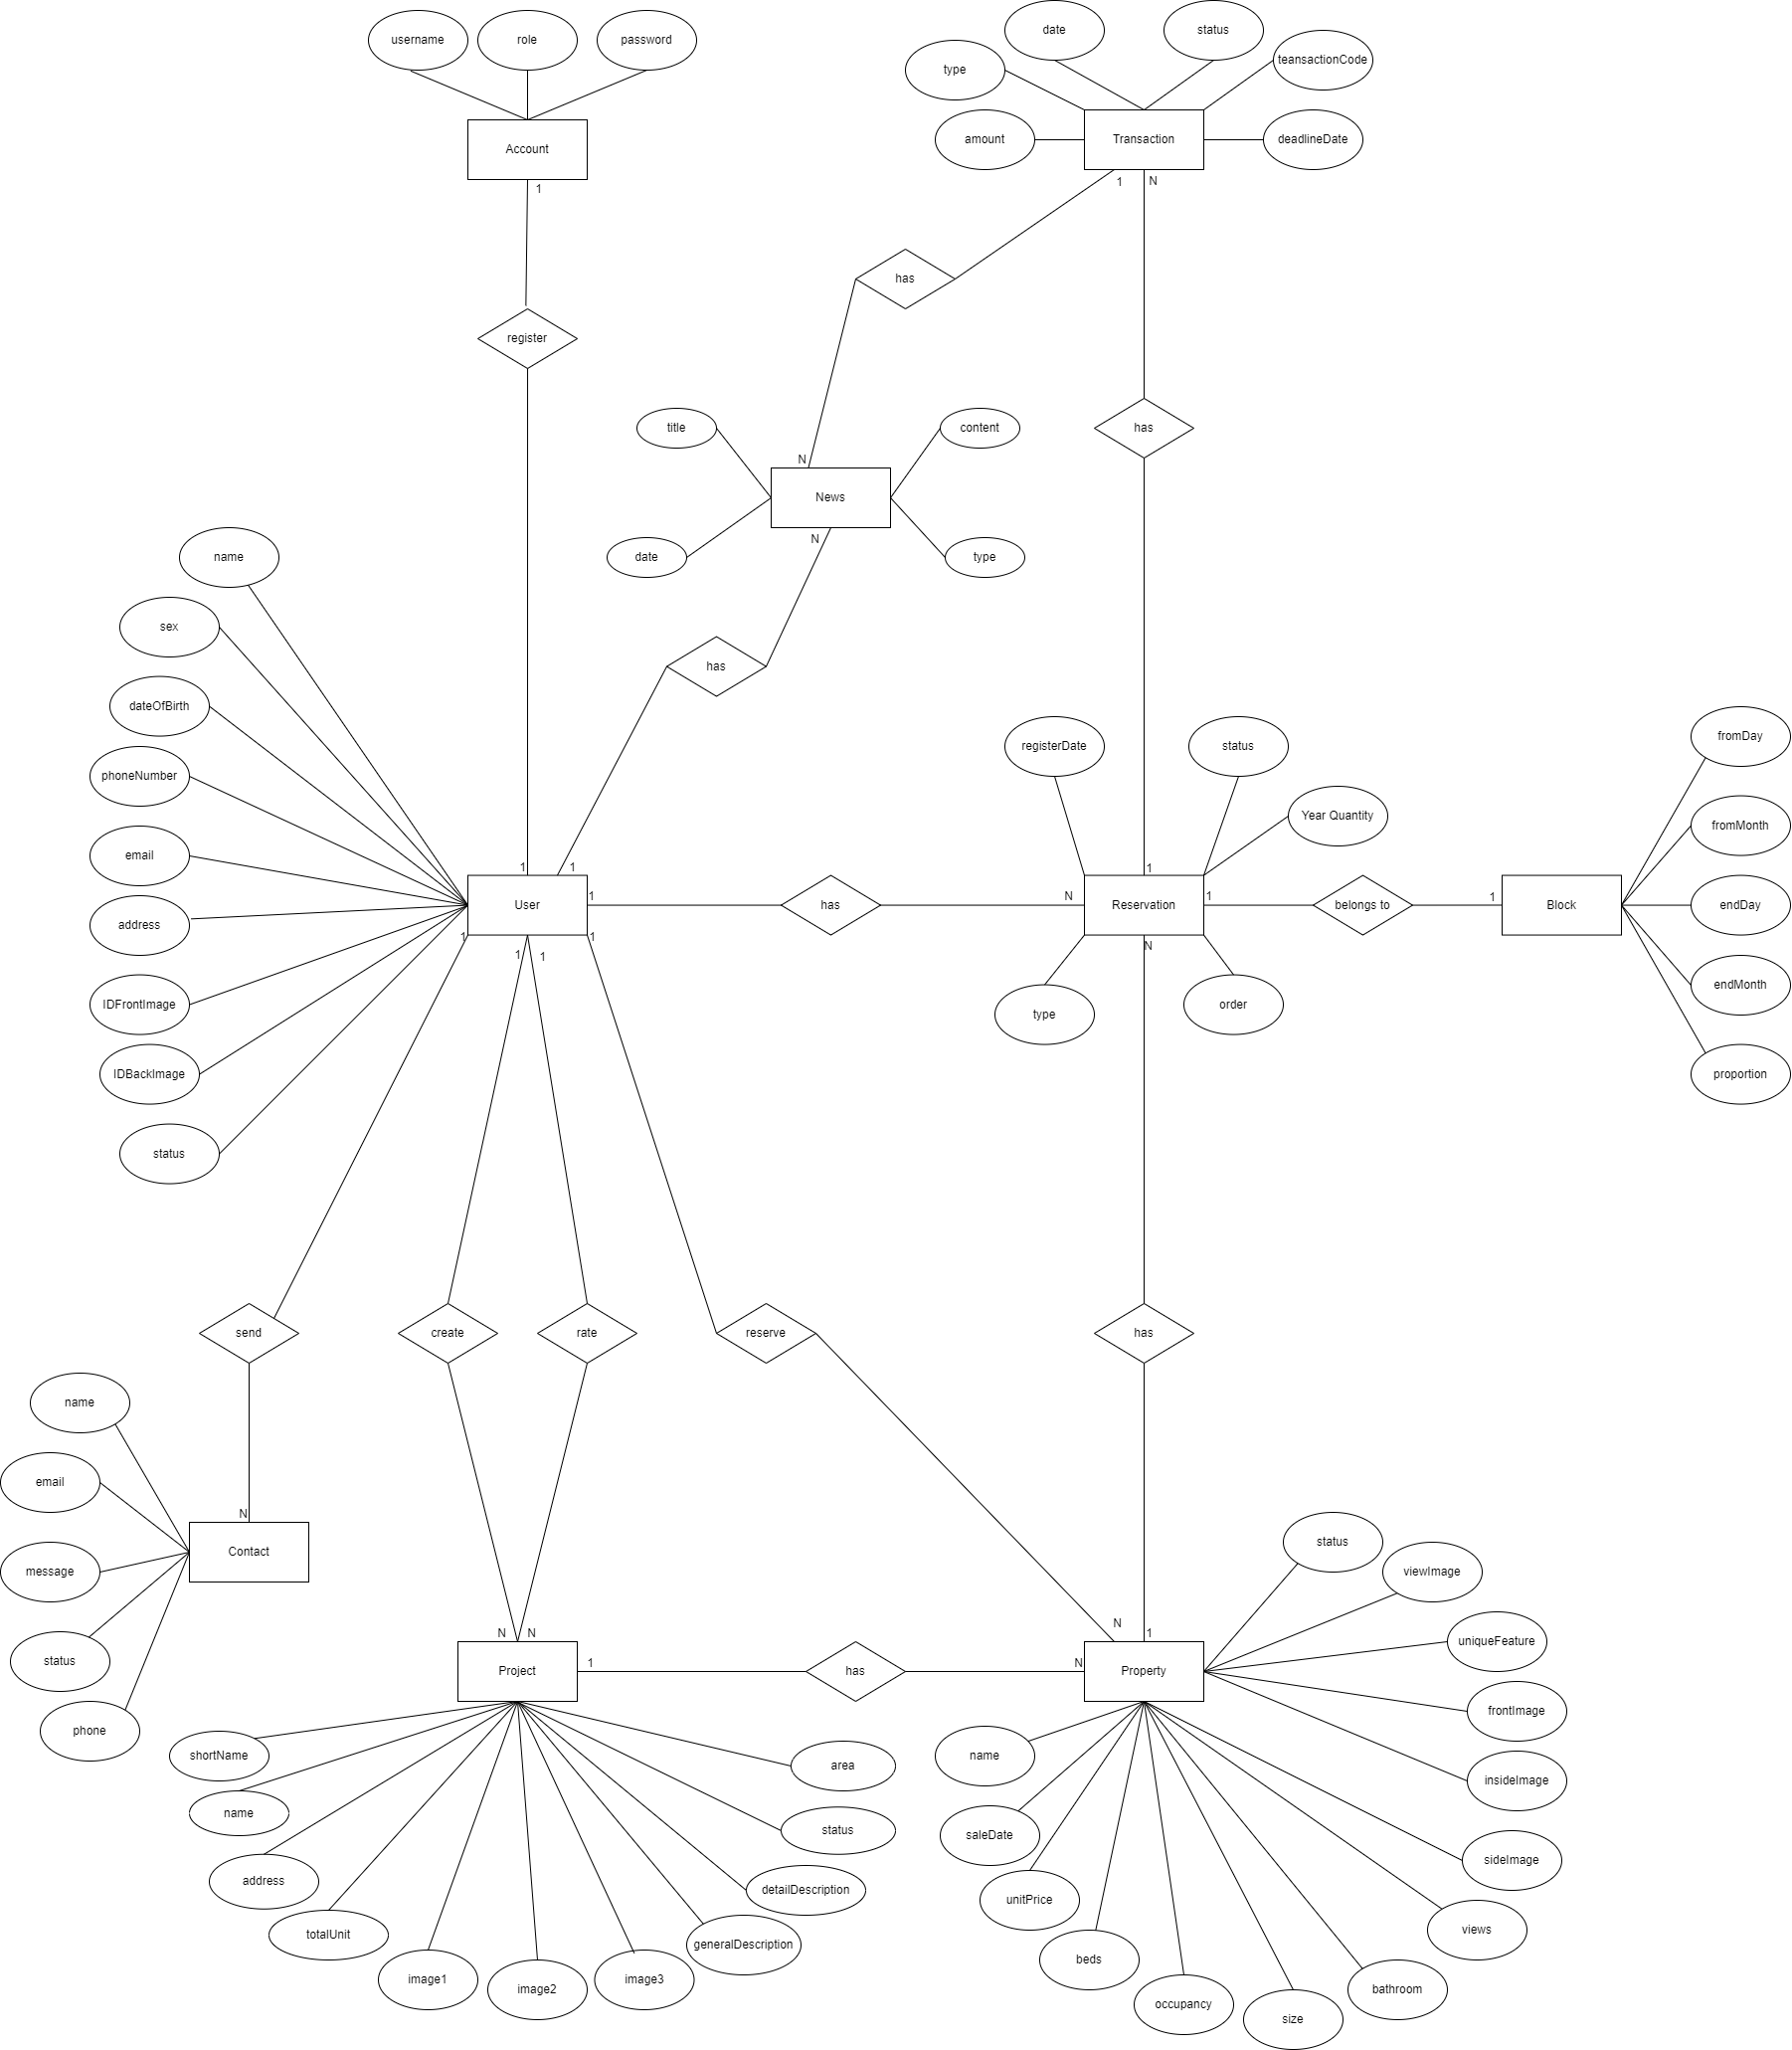 username
role
password
Account
1
register
date
status
type
teansactionCode
amount
Transaction
deadlineDate
1
N
has
has
title
content
N
News
date
type
N
has
name
sex
dateOfBirth
phoneNumber
email
address
IDFrontImage
IDBackImage
status
1
1
User
1
1
1
1
1
has
N
registerDate
status
Year Quantity
1
Reservation
1
N
type
order
belongs to
1
Block
fromDay
fromMonth
endDay
endMonth
proportion
send
create
rate
reserve
has
N
Contact
name
email
message
status
phone
N
N
Project
1
has
N
N
1
Property
shortName
name
address
totalUnit
image1
image2
image3
generalDescription
detailDescription
status
area
status
viewImage
uniqueFeature
frontImage
insideImage
sideImage
views
bathroom
size
occupancy
beds
unitPrice
saleDate
name